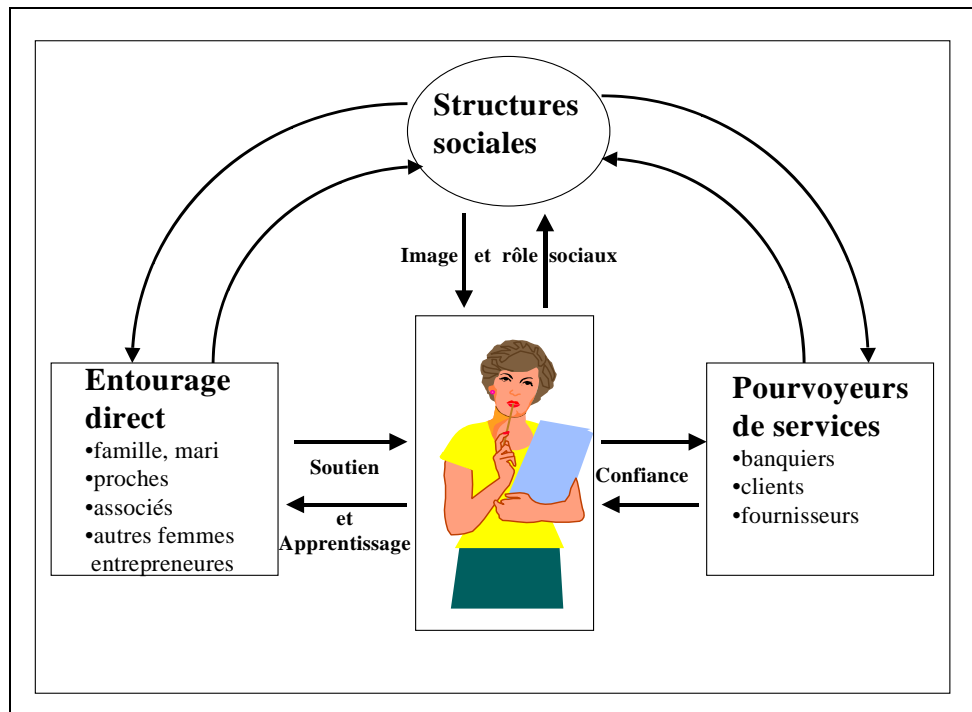 Structures
sociales
Image et rôle sociaux
Entourage
direct
•famille, mari
•proches
•associés
•autres femmes
entrepreneures
Soutien
et
Apprentissage
Confiance
Pourvoyeurs
de services
•banquiers
•clients
•fournisseurs